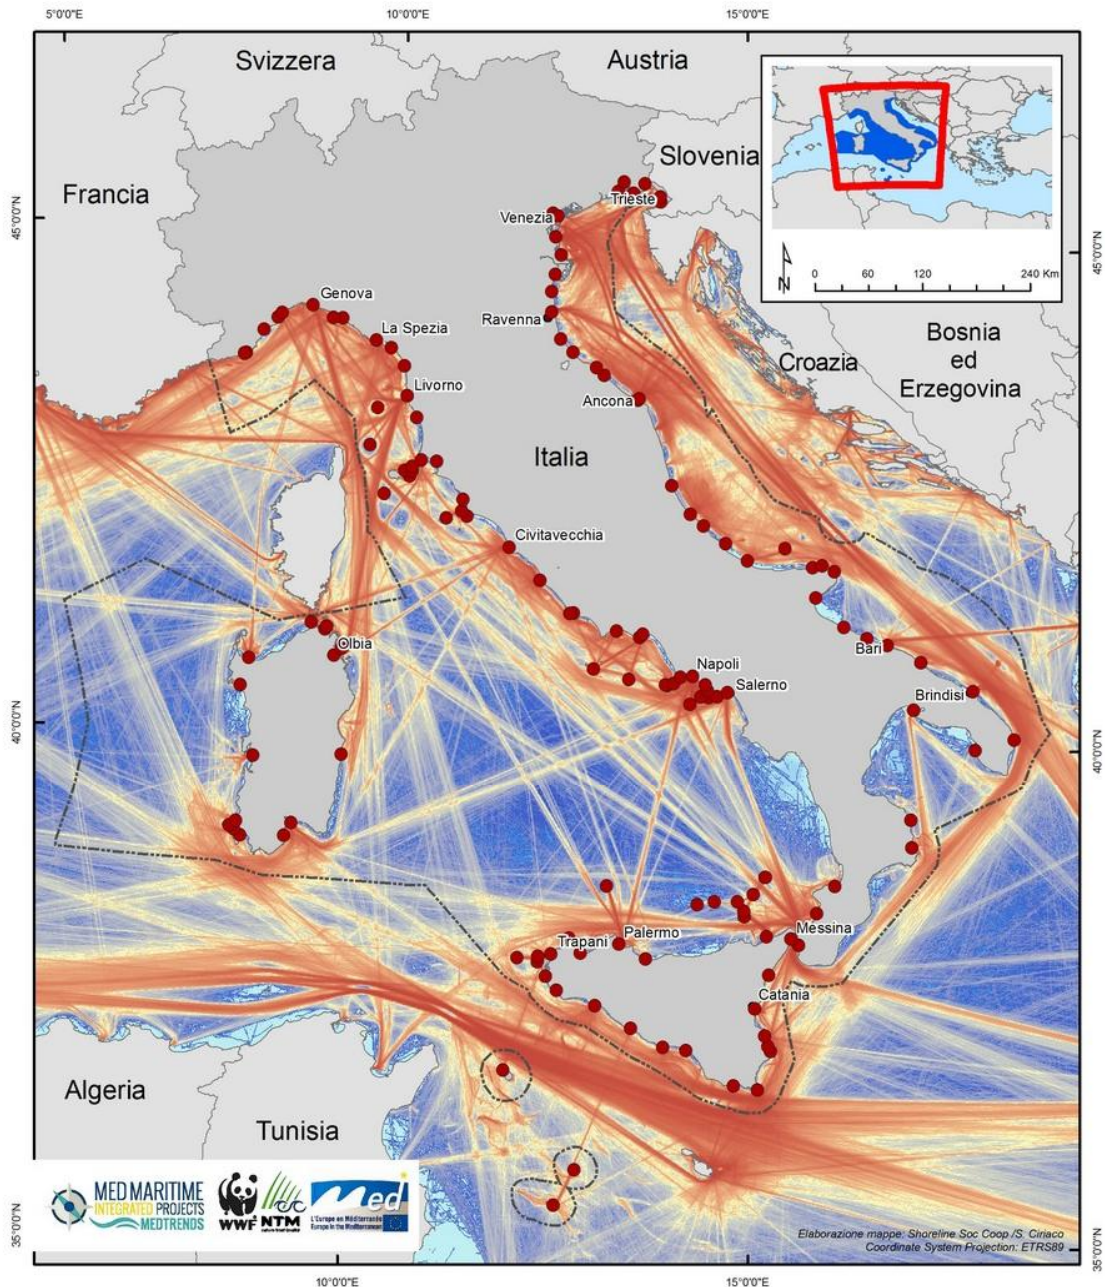 5°0'0"E
10°0'0"E
15°0'0"E
Svizzera
Austria
Slovenia
Francia
45°0'0"N
Trieste
Venezia
0 60 120 240 Km
N
45°0'0"N
Genova
La Spezia
Ravenna
Bosnia
ed
Erzegovina
Croazia
Livorno
Ancona
Italia
Civitavecchia
Olbia
Bari
Napoli
Salerno
Brindisi
40°0'0"N
40°0'0"N
Messina
Palermo
Trapani
Catania
Algeria
Tunisia
MEDMARITIME
INTEGRATED PROJECTS
MEDTRENDS
WWF
NTM
Med
L'Europe en Méditerranée
Europe in the Mediterranean
Elaborazione mappe: Shoreline Soc Coop /S. Ciriaco
Coordinate System Projection: ETRS89
35°0'0"N
35°0'0"N
10°0'0"E
15°0'0"E